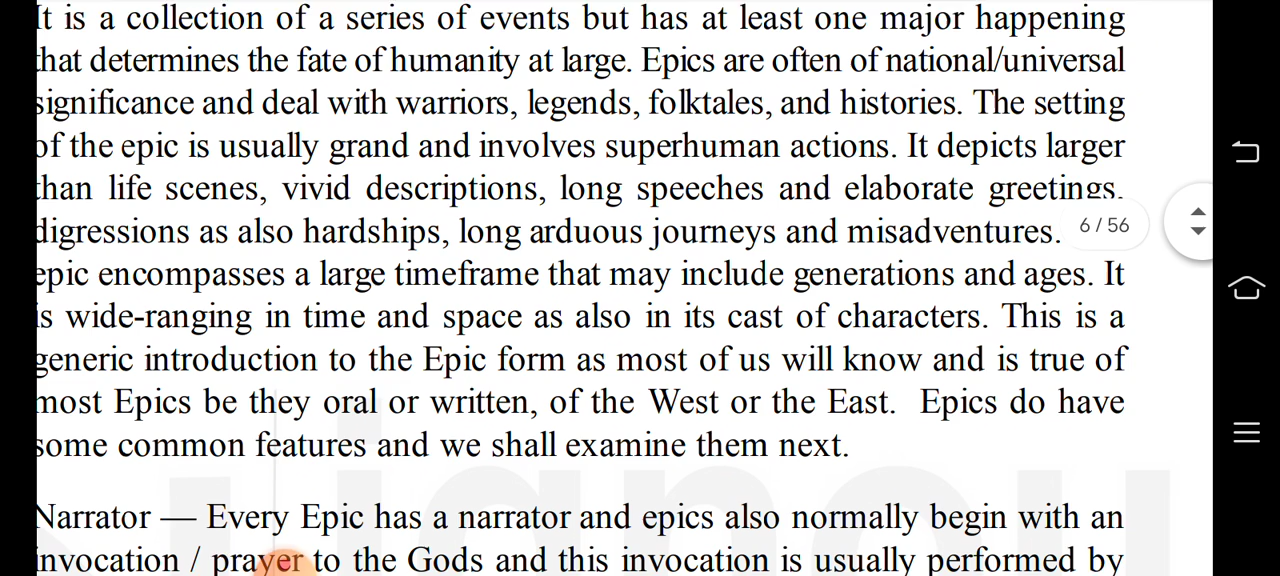 It is a collection of a series of events but has at least one major happening
that determines the fate of humanity at large. Epics are often of national/universal
significance and deal with warriors, legends, folktales, and histories. The setting
of the epic is usually grand and involves superhuman actions. It depicts larger
than life scenes, vivid descriptions, long speeches and elaborate greetings,
digressions as also hardships, long arduous journeys and misadventures.
6 / 56
epic encompasses a large timeframe that may include generations and ages. It
is wide-ranging in time and space as also in its cast of characters. This is a
generic introduction to the Epic form as most of us will know and is true of
most Epics be they oral or written, of the West or the East. Epics do have
some common features and we shall examine them next.
Narrator — Every Epic has a narrator and epics also normally begin with an
invocation / prayer to the Gods and this invocation is usually performed by